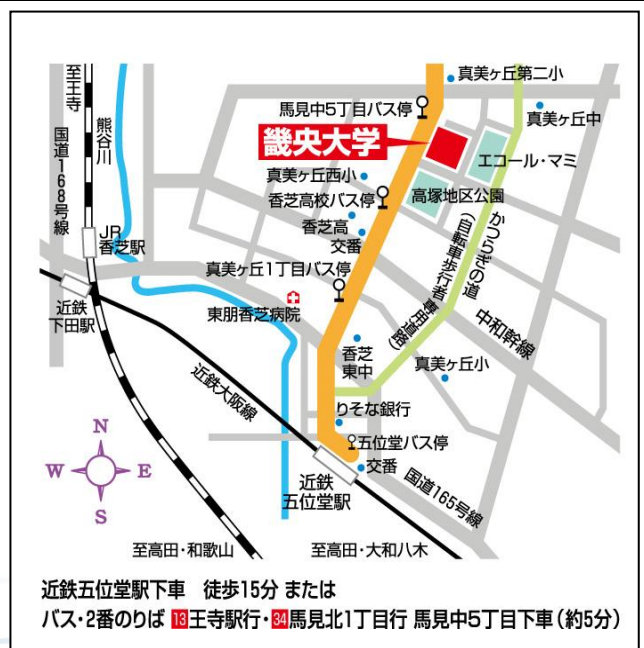 至王寺
国道168号線
熊谷川
JR
香芝駅
近鉄
下田駅
真美ヶ丘第二小
馬見中5丁目バス停
真美ヶ丘中
畿央大学
エコール・マミ
真美ヶ丘西小
高塚地区公園
香芝高校バス停
香芝高
交番
かつらぎの道
(自転車歩行者専用道路)
真美ヶ丘1丁目バス停
東朋香芝病院
中和幹線
香芝
東中
真美ヶ丘小
近鉄大阪線
りそな銀行
五位堂バス停
交番
近鉄
五位堂駅
国道165号線
N
W
E
S
至高田・和歌山
至高田・大和八木
近鉄五位堂駅下車 徒歩15分 または
バス・2番のりば 13王寺駅行・34馬見北1丁目行 馬見中5丁目下車(約5分)